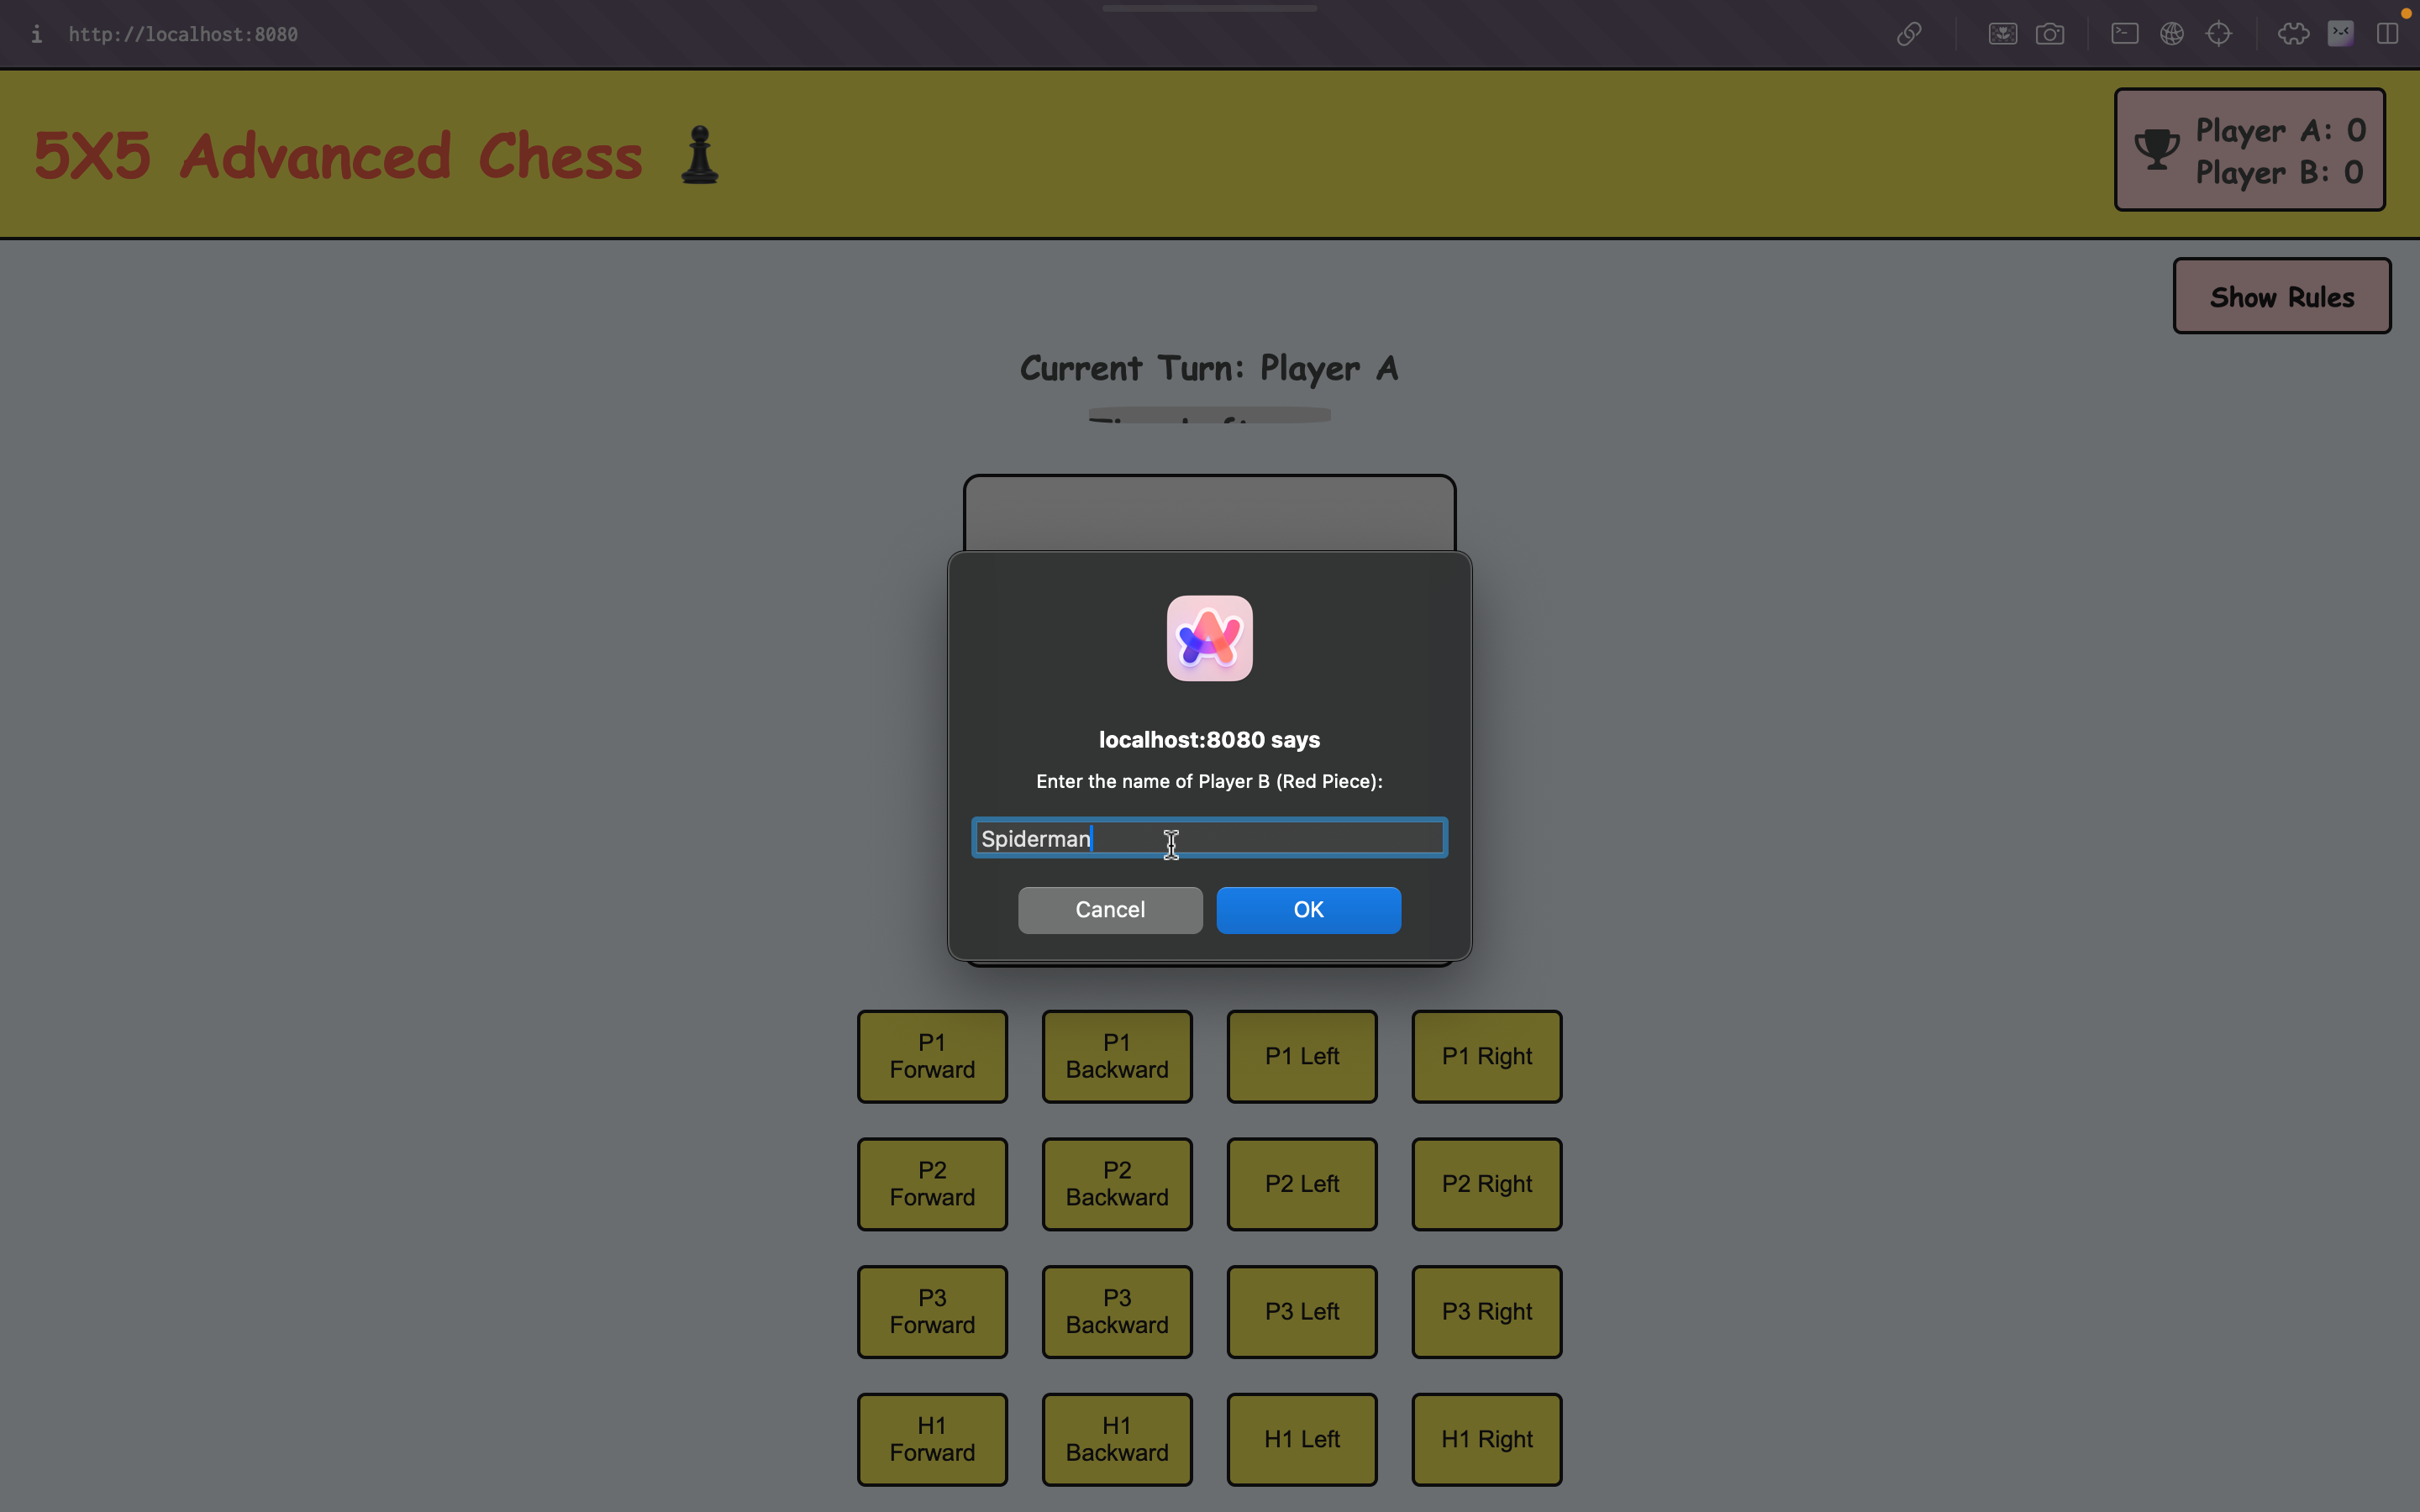 http://localhost:8080
5X5 Advanced Chess
Player A: 0
Player B: 0
Show Rules
Current Turn: Player A
localhost:8080 says
Enter the name of Player B (Red Piece):
Spiderman
Cancel
OK
P1
Forward
P1
Backward
P1 Left
P1 Right
P2
Forward
P2
Backward
P2 Left
P2 Right
P3
Forward
P3
Backward
P3 Left
P3 Right
H1
Forward
H1
Backward
H1 Left
H1 Right